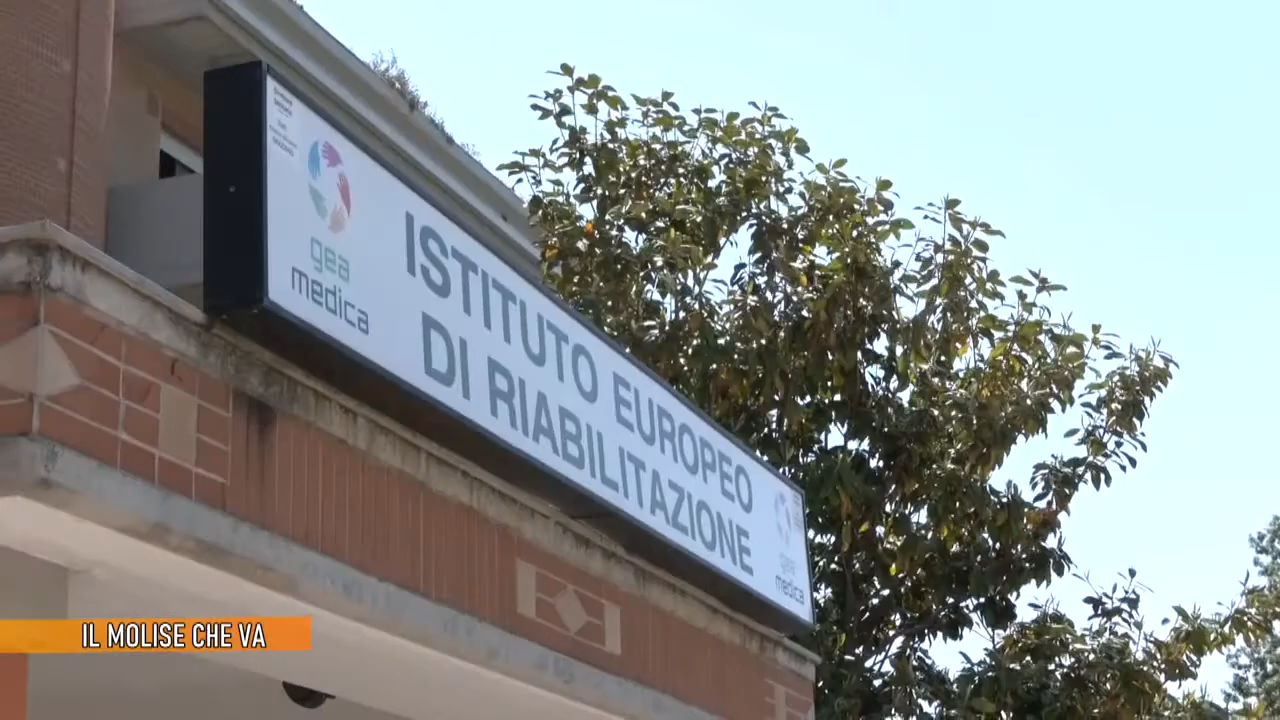 gea
medica
ISTITUTO EUROPEO
DI RIABILITAZIONE
gea
medica
IL MOLISE CHE VA